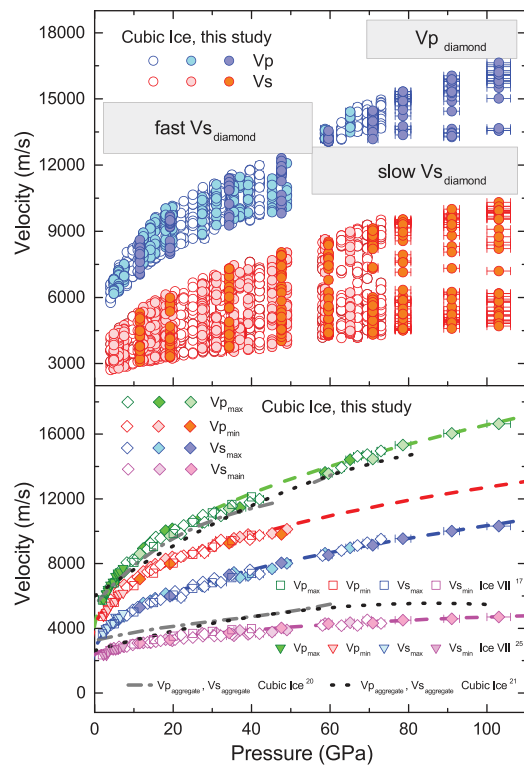 18000
15000
12000
9000
6000
3000
Velocity (m/s)
Cubic Ice, this study
Vp
Vs
Vp diamond
fast Vs diamond
slow Vs diamond
16000
12000
8000
4000
0
Velocity (m/s)
Cubic Ice, this study
Vp max
Vp min
Vs max
Vs main
Vp max Vp min Vs max Vs min Ice VII 17
Vp max Vp min Vs max Vs min Ice VII 25
Vp aggregate, Vs aggregate Cubic Ice 20
Vp aggregate, Vs aggregate Cubic Ice 21
0 20 40 60 80 100
Pressure (GPa)